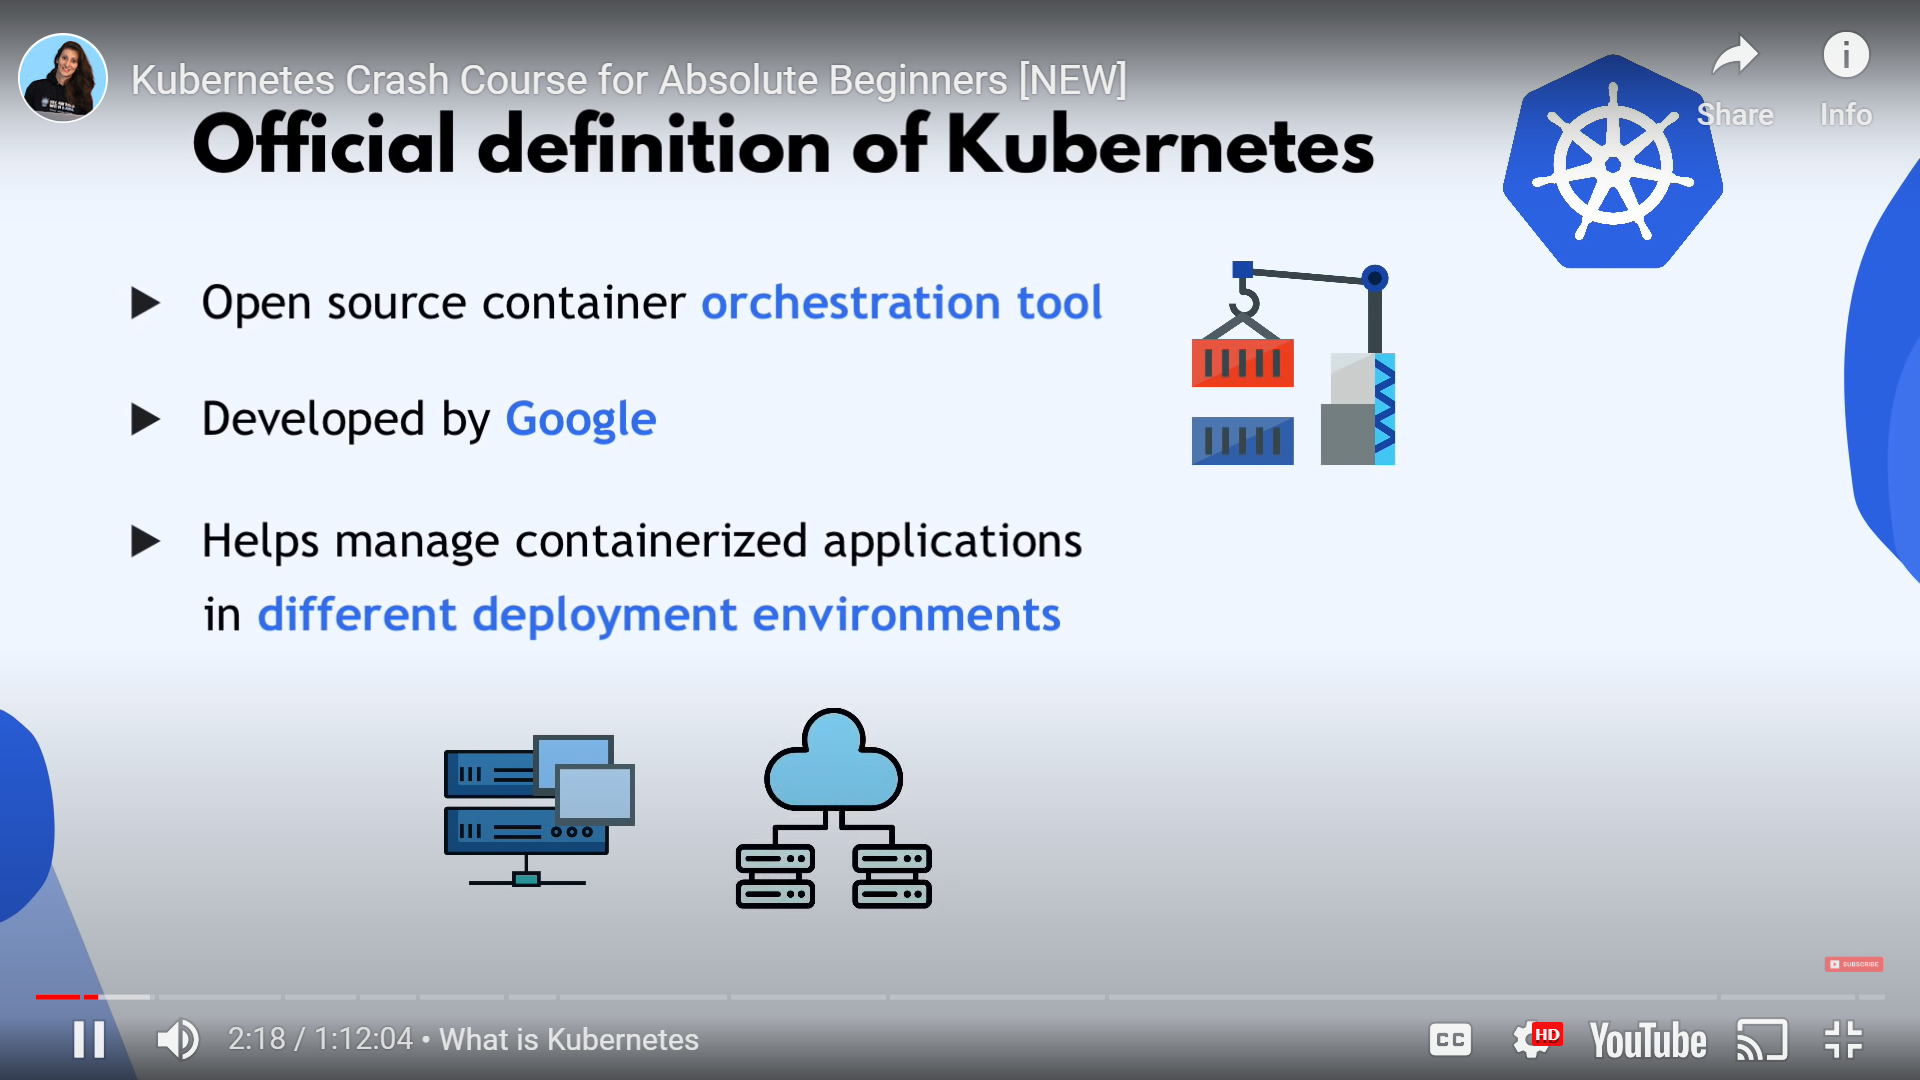 Kubernetes Crash Course for Absolute Beginners [NEW]
Share
Info
Official definition of Kubernetes
Open source container orchestration tool
Developed by Google
Helps manage containerized applications
in different deployment environments
SUBSCRIBE
2:18 / 1:12:04 • What is Kubernetes
CC
HD
YouTube